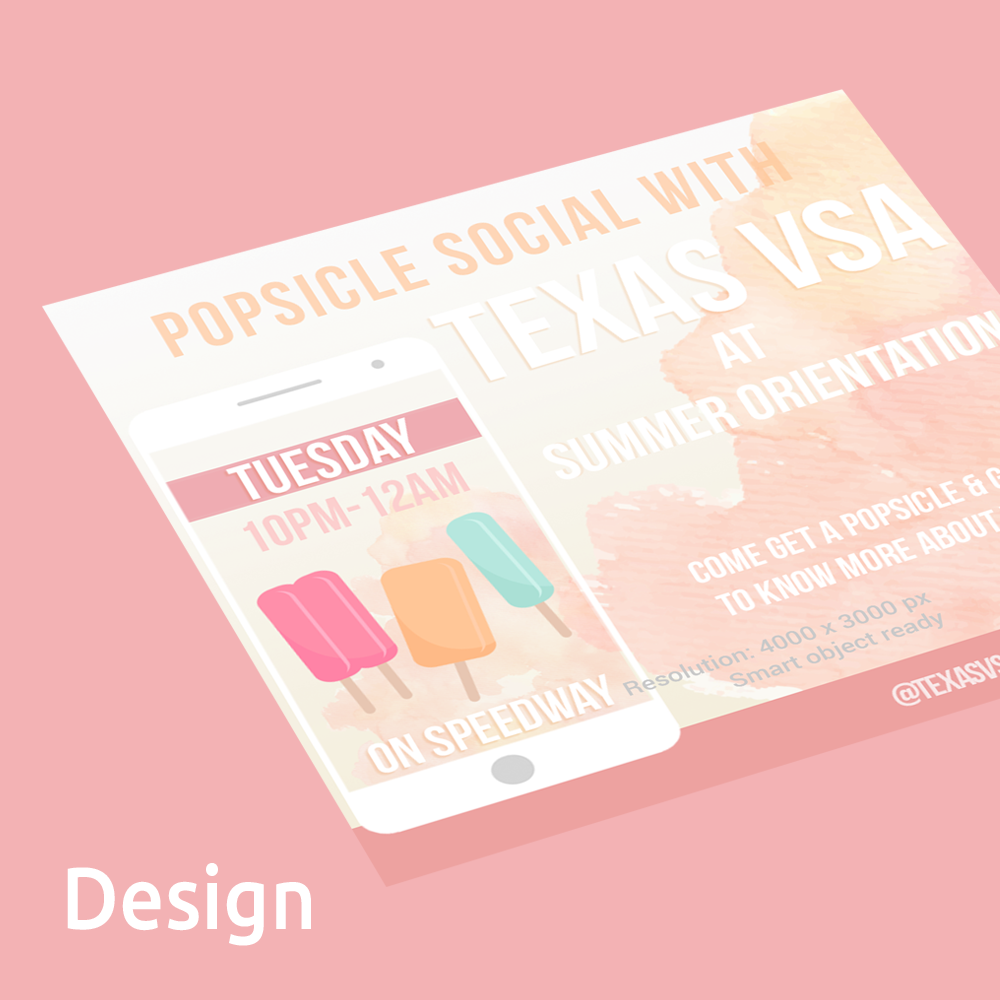 POPSICLE SOCIAL WITH
TEXAS VSA
AT
SUMMER ORIENTATION
TUESDAY
10PM-12AM
ON SPEEDWAY
COME GET A POPSICLE & G
TO KNOW MORE ABOUT
Resolution: 4000 x 3000 px
Smart object ready
@TEXASVS
Design